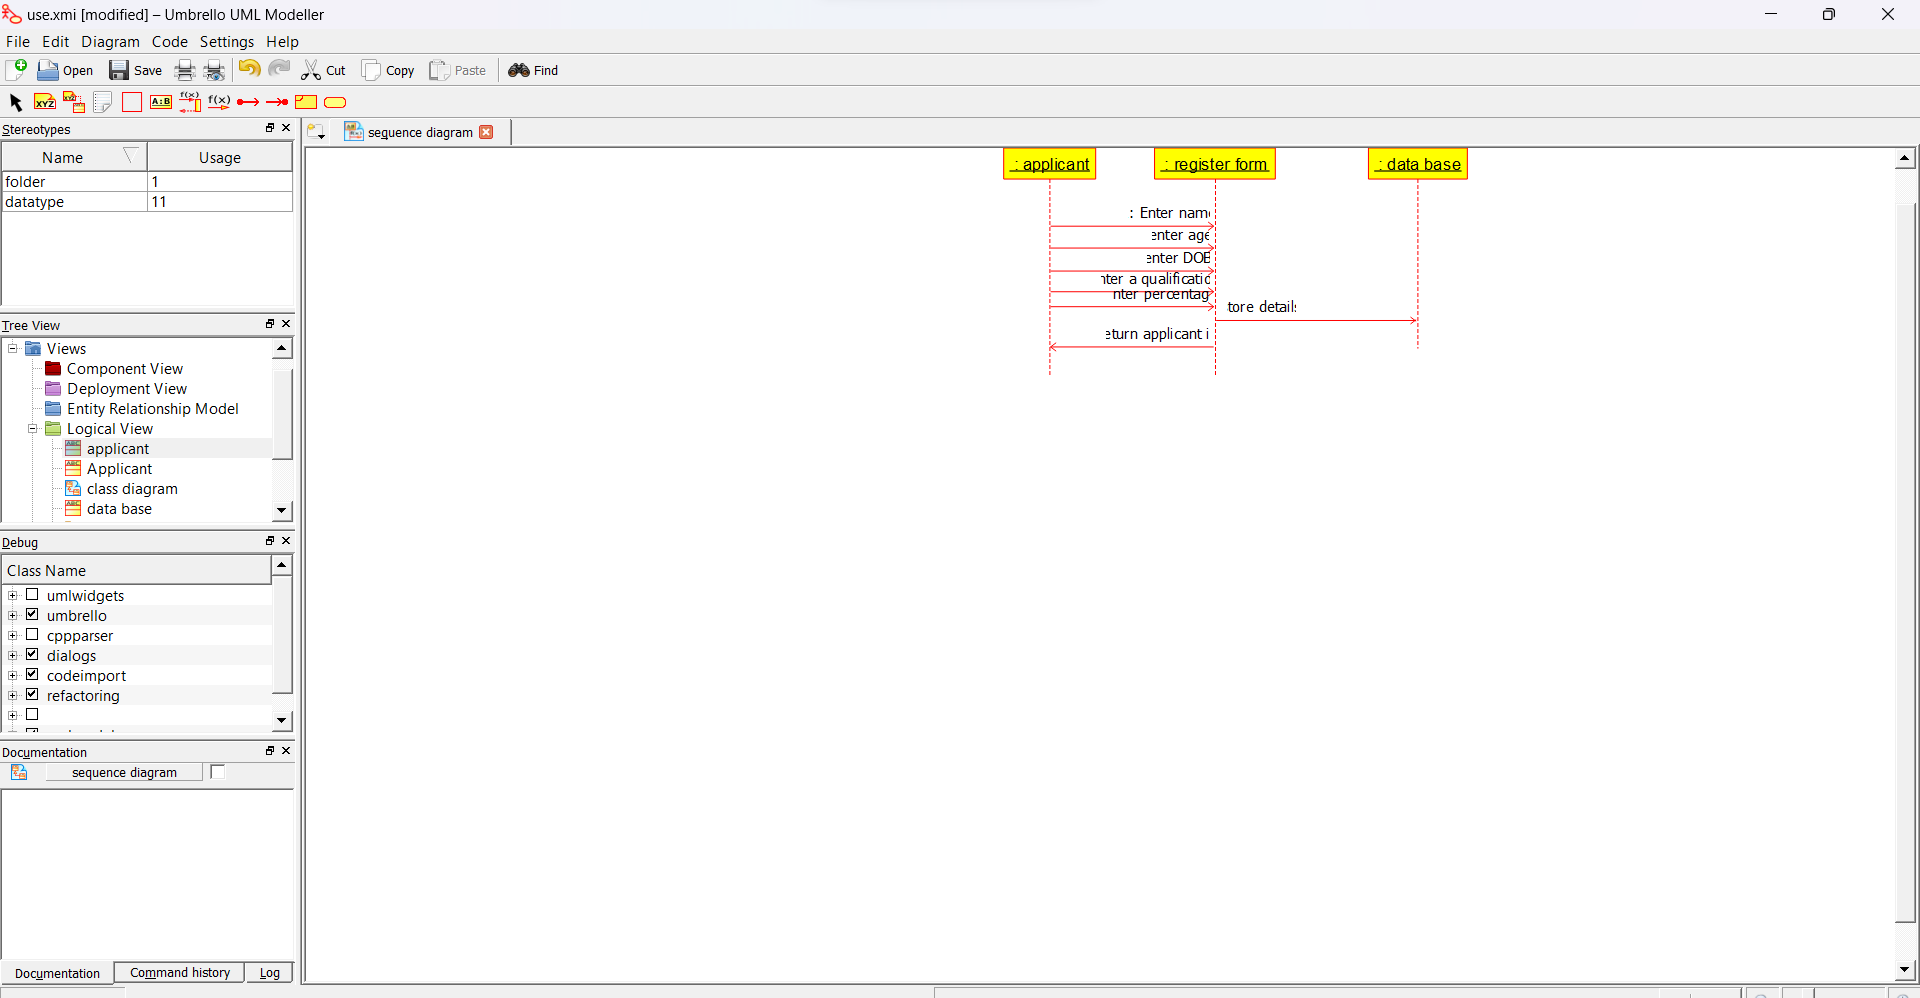 use.xmi [modified] – Umbrello UML Modeller
File Edit Diagram Code Settings Help
Open Save Cut Copy Paste Find
XYZ XYZ A:B f(x) f(x)
Stereotypes
sequence diagram
Name Usage
folder 1
datatype 11
: applicant : register form : data base
: Enter nam
enter age
enter DOB
nter a qualificatio
nter percentag
tore details
eturn applicant i
Tree View
Views
Component View
Deployment View
Entity Relationship Model
Logical View
applicant
Applicant
class diagram
data base
Debug
Class Name
umlwidgets
umbrello
cppparser
dialogs
codeimport
refactoring
Documentation
sequence diagram
Documentation Command history Log